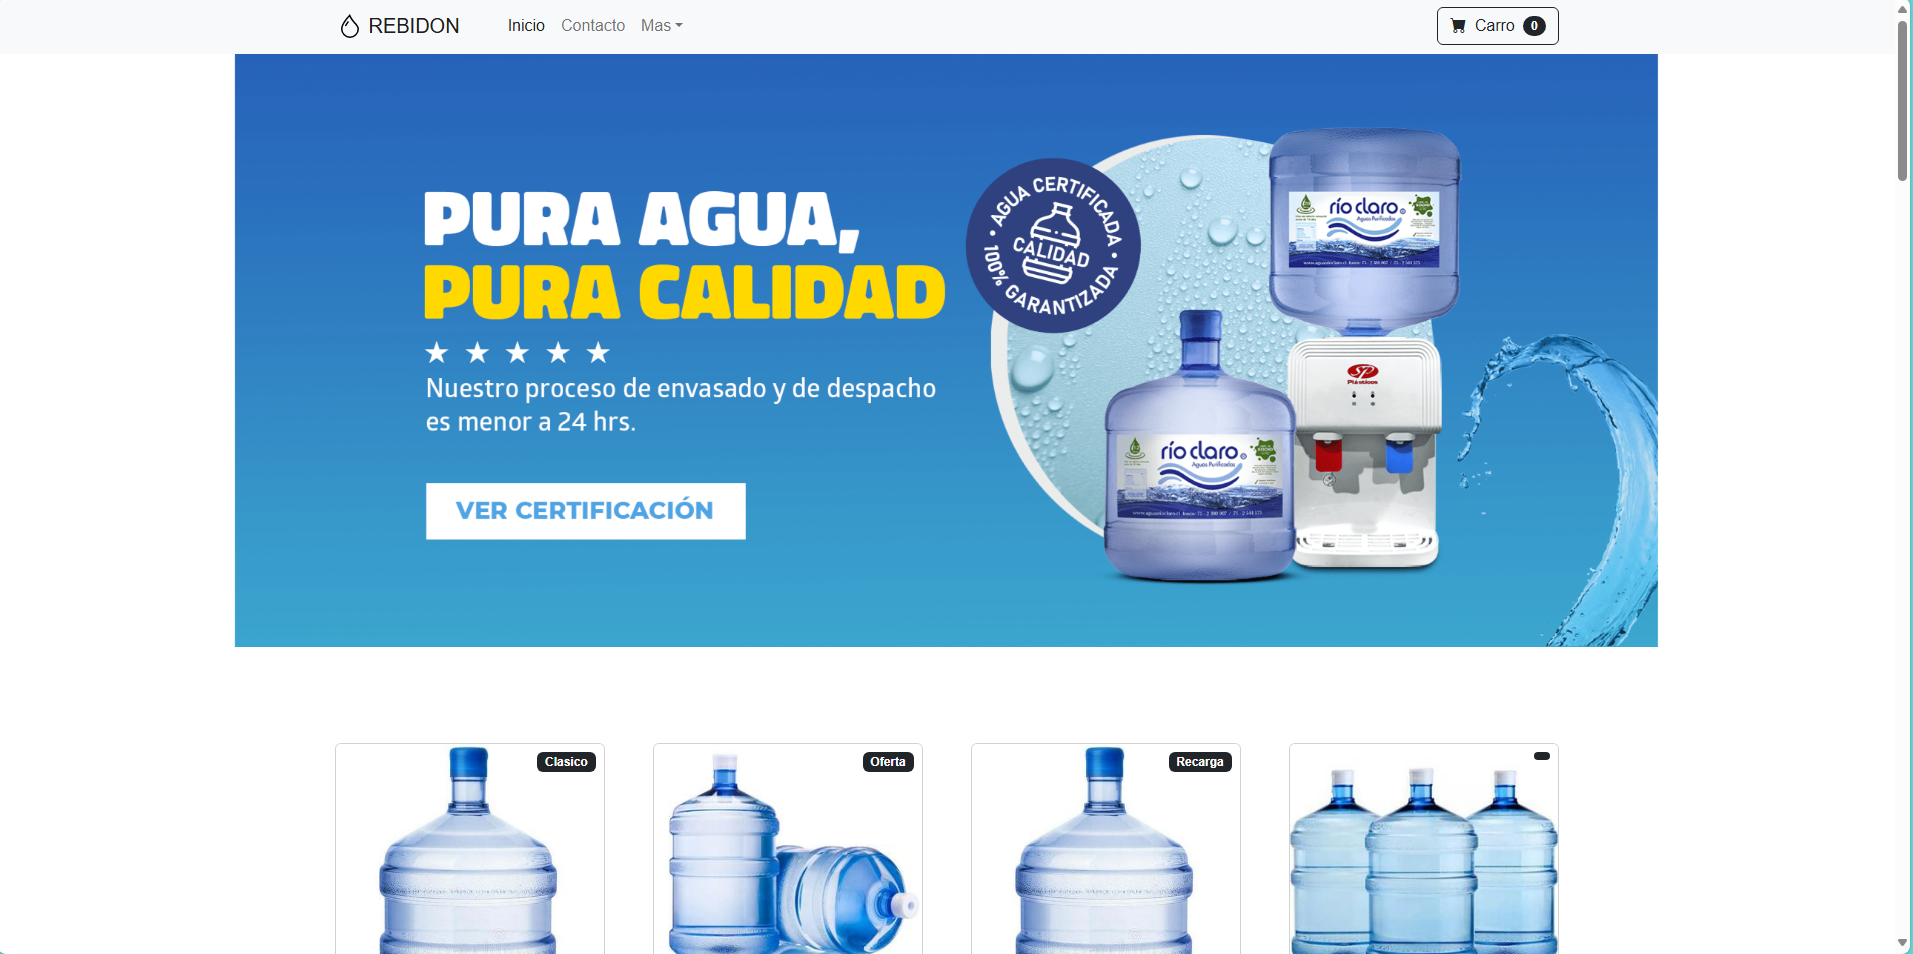 REBIDON
Inicio
Contacto
Mas
Carro
0
PURA AGUA,
PURA CALIDAD
★ ★ ★ ★ ★
Nuestro proceso de envasado y de despacho
es menor a 24 hrs.
VER CERTIFICACIÓN
• AGUA CERTIFICADA •
CALIDAD
100% GARANTIZADA
río claro
Aguas Purificadas
SP
Plásticos
río claro
Aguas Purificadas
Clasico
Oferta
Recarga